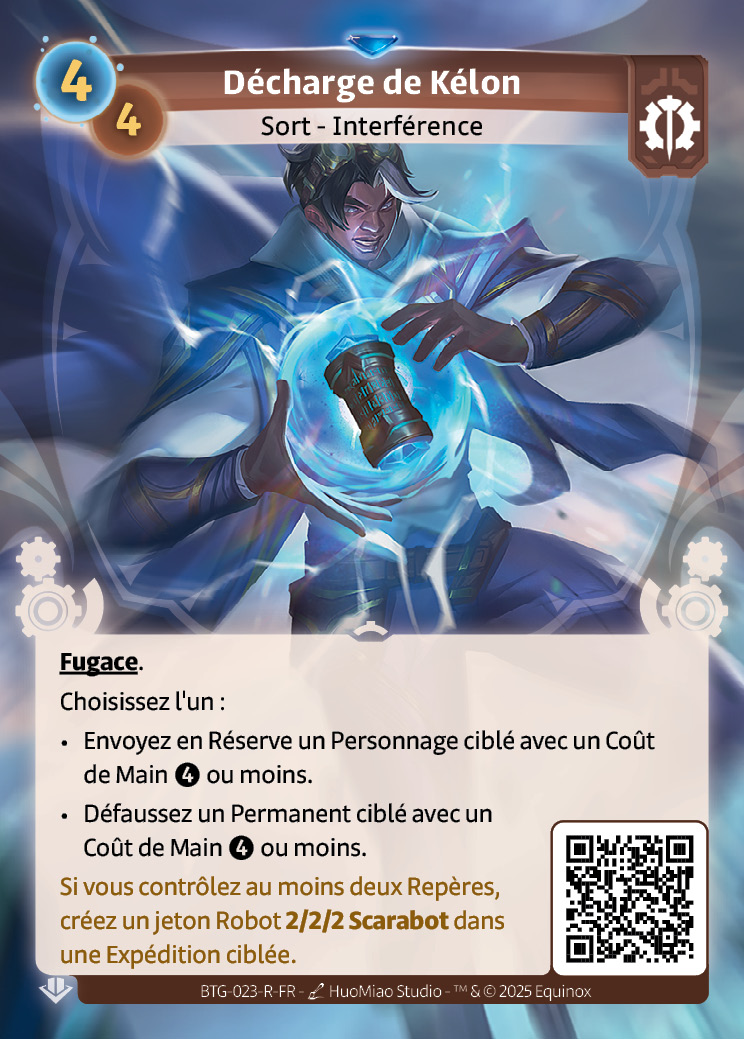 4
Décharge de Kélon
4
Sort - Interférence
Fugace.
Choisissez l'un :
• Envoyez en Réserve un Personnage ciblé avec un Coût
de Main 4 ou moins.
• Défaussez un Permanent ciblé avec un
Coût de Main 4 ou moins.
Si vous contrôlez au moins deux Repères,
créez un jeton Robot 2/2/2 Scarabot dans
une Expédition ciblée.
BTG-023-R-FR - HuoMiao Studio - ™ & © 2025 Equinox